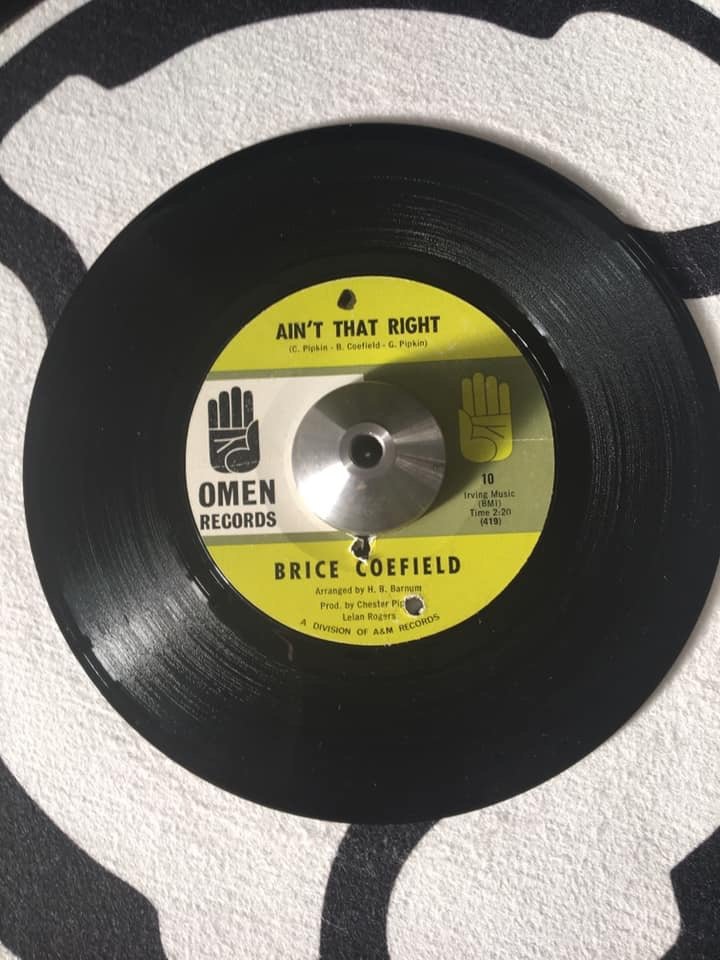 AIN'T THAT RIGHT
(C. Pipkin - B. Coefield - G. Pipkin)
OMEN
RECORDS
10
Irving Music
(BMI)
Time 2:20
(419)
BRICE COEFIELD
Arranged by H. B. Barnum
Prod. by Chester
Lelan Rogers
A DIVISION OF A&M RECORDS